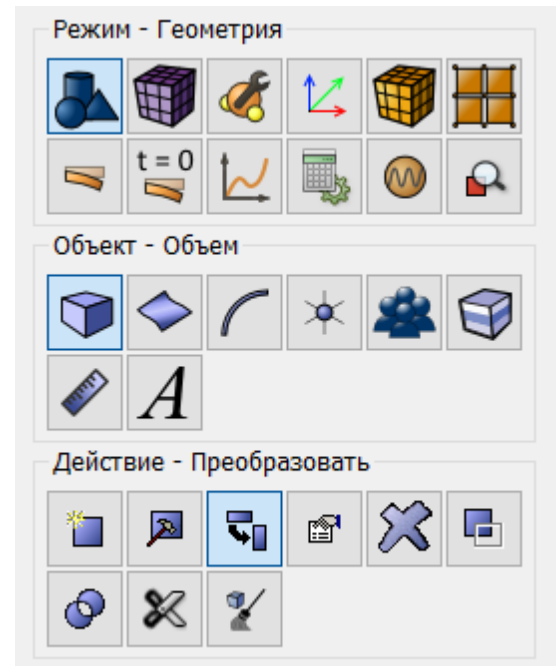 Режим - Геометрия
t = 0
Объект - Объем
A
Действие - Преобразовать